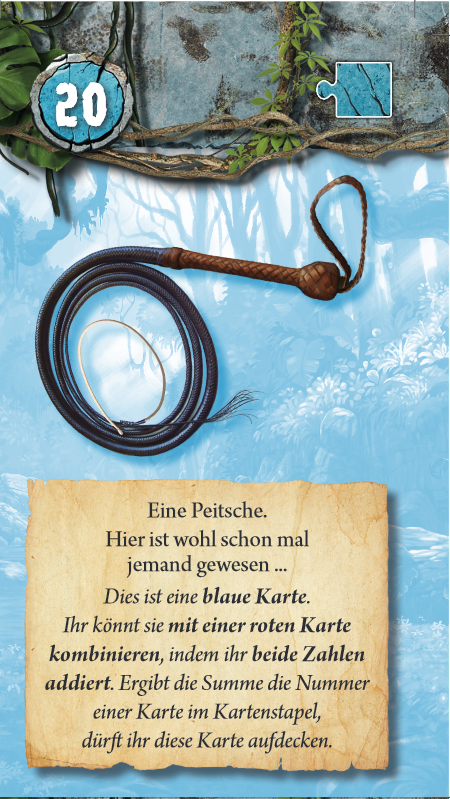 20
Eine Peitsche.
Hier ist wohl schon mal
jemand gewesen ...
Dies ist eine blaue Karte.
Ihr könnt sie mit einer roten Karte
kombinieren, indem ihr beide Zahlen
addiert. Ergibt die Summe die Nummer
einer Karte im Kartenstapel,
dürft ihr diese Karte aufdecken.